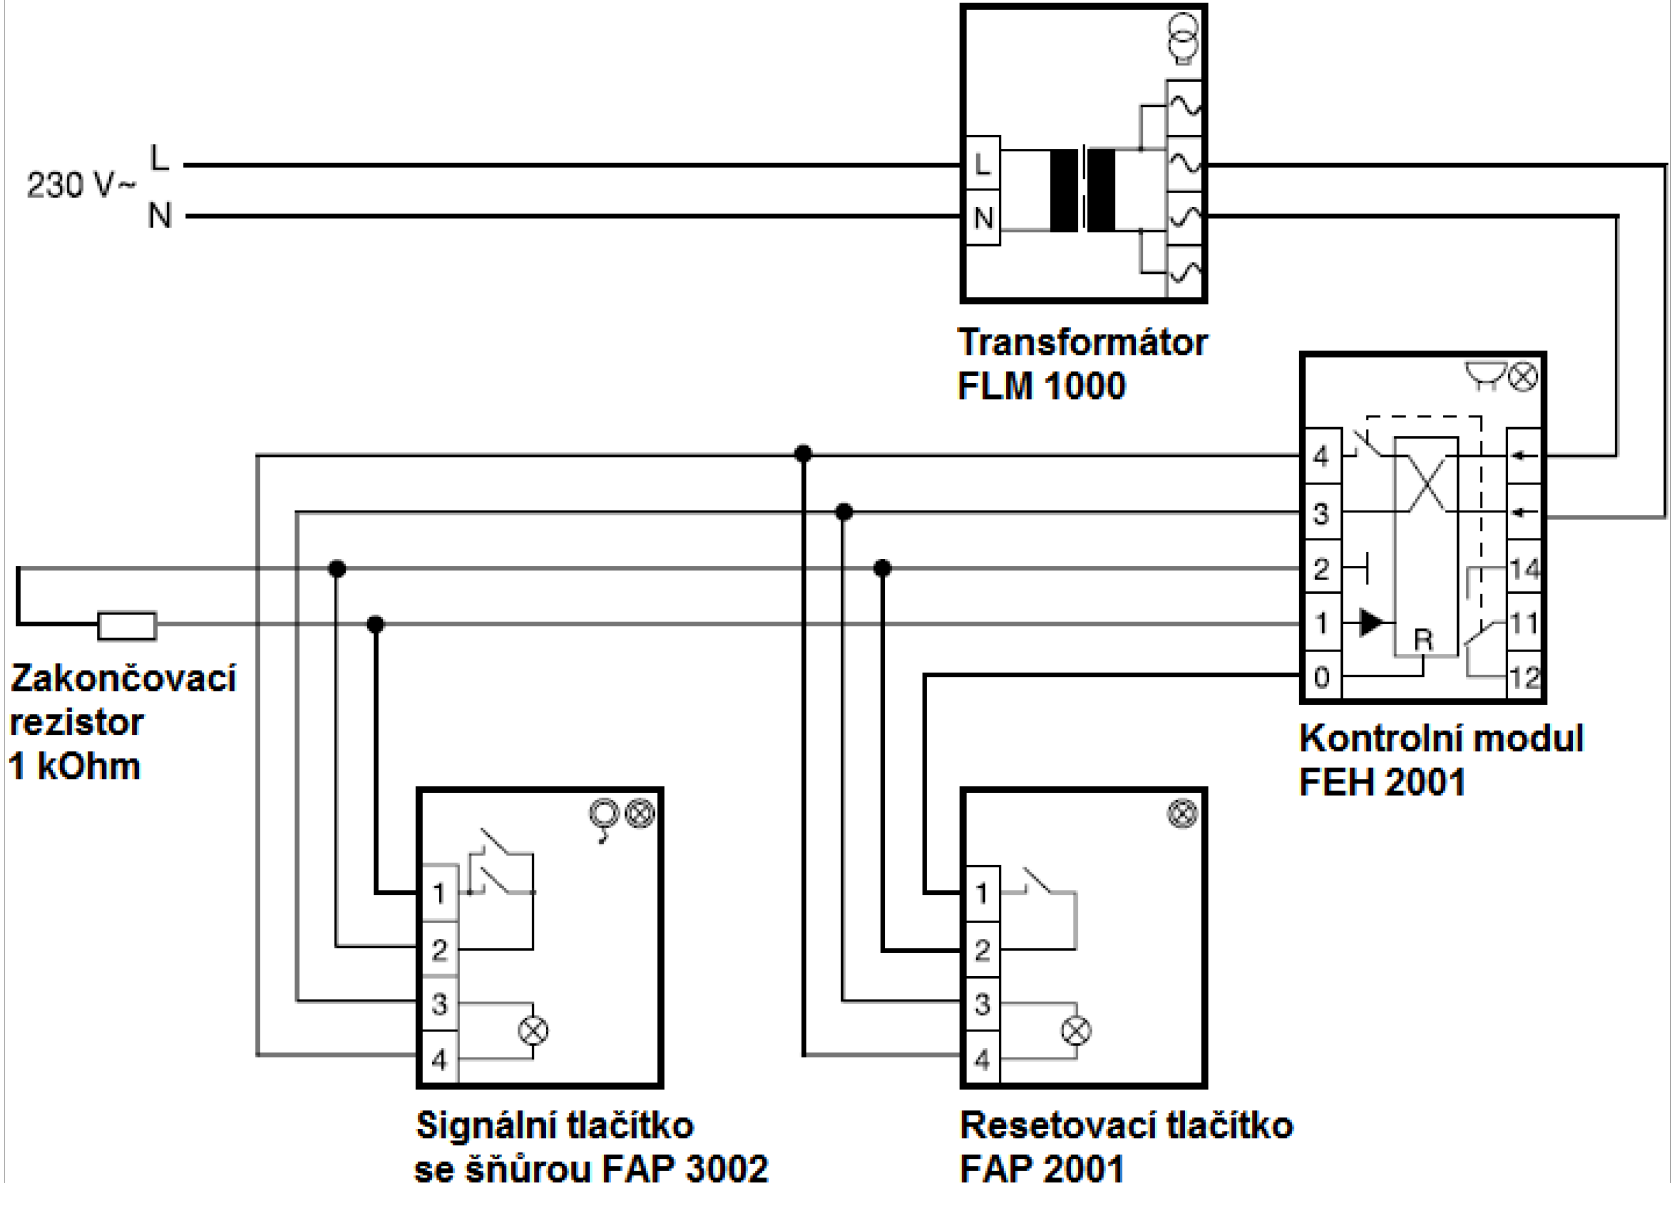 L
230 V~
N
L
N
Transformátor
FLM 1000
4
3
2
1
0
R
14
11
12
Kontrolní modul
FEH 2001
Zakončovací
rezistor
1 kOhm
1
2
3
4
Signální tlačítko
se šňůrou FAP 3002
1
2
3
4
Resetovací tlačítko
FAP 2001